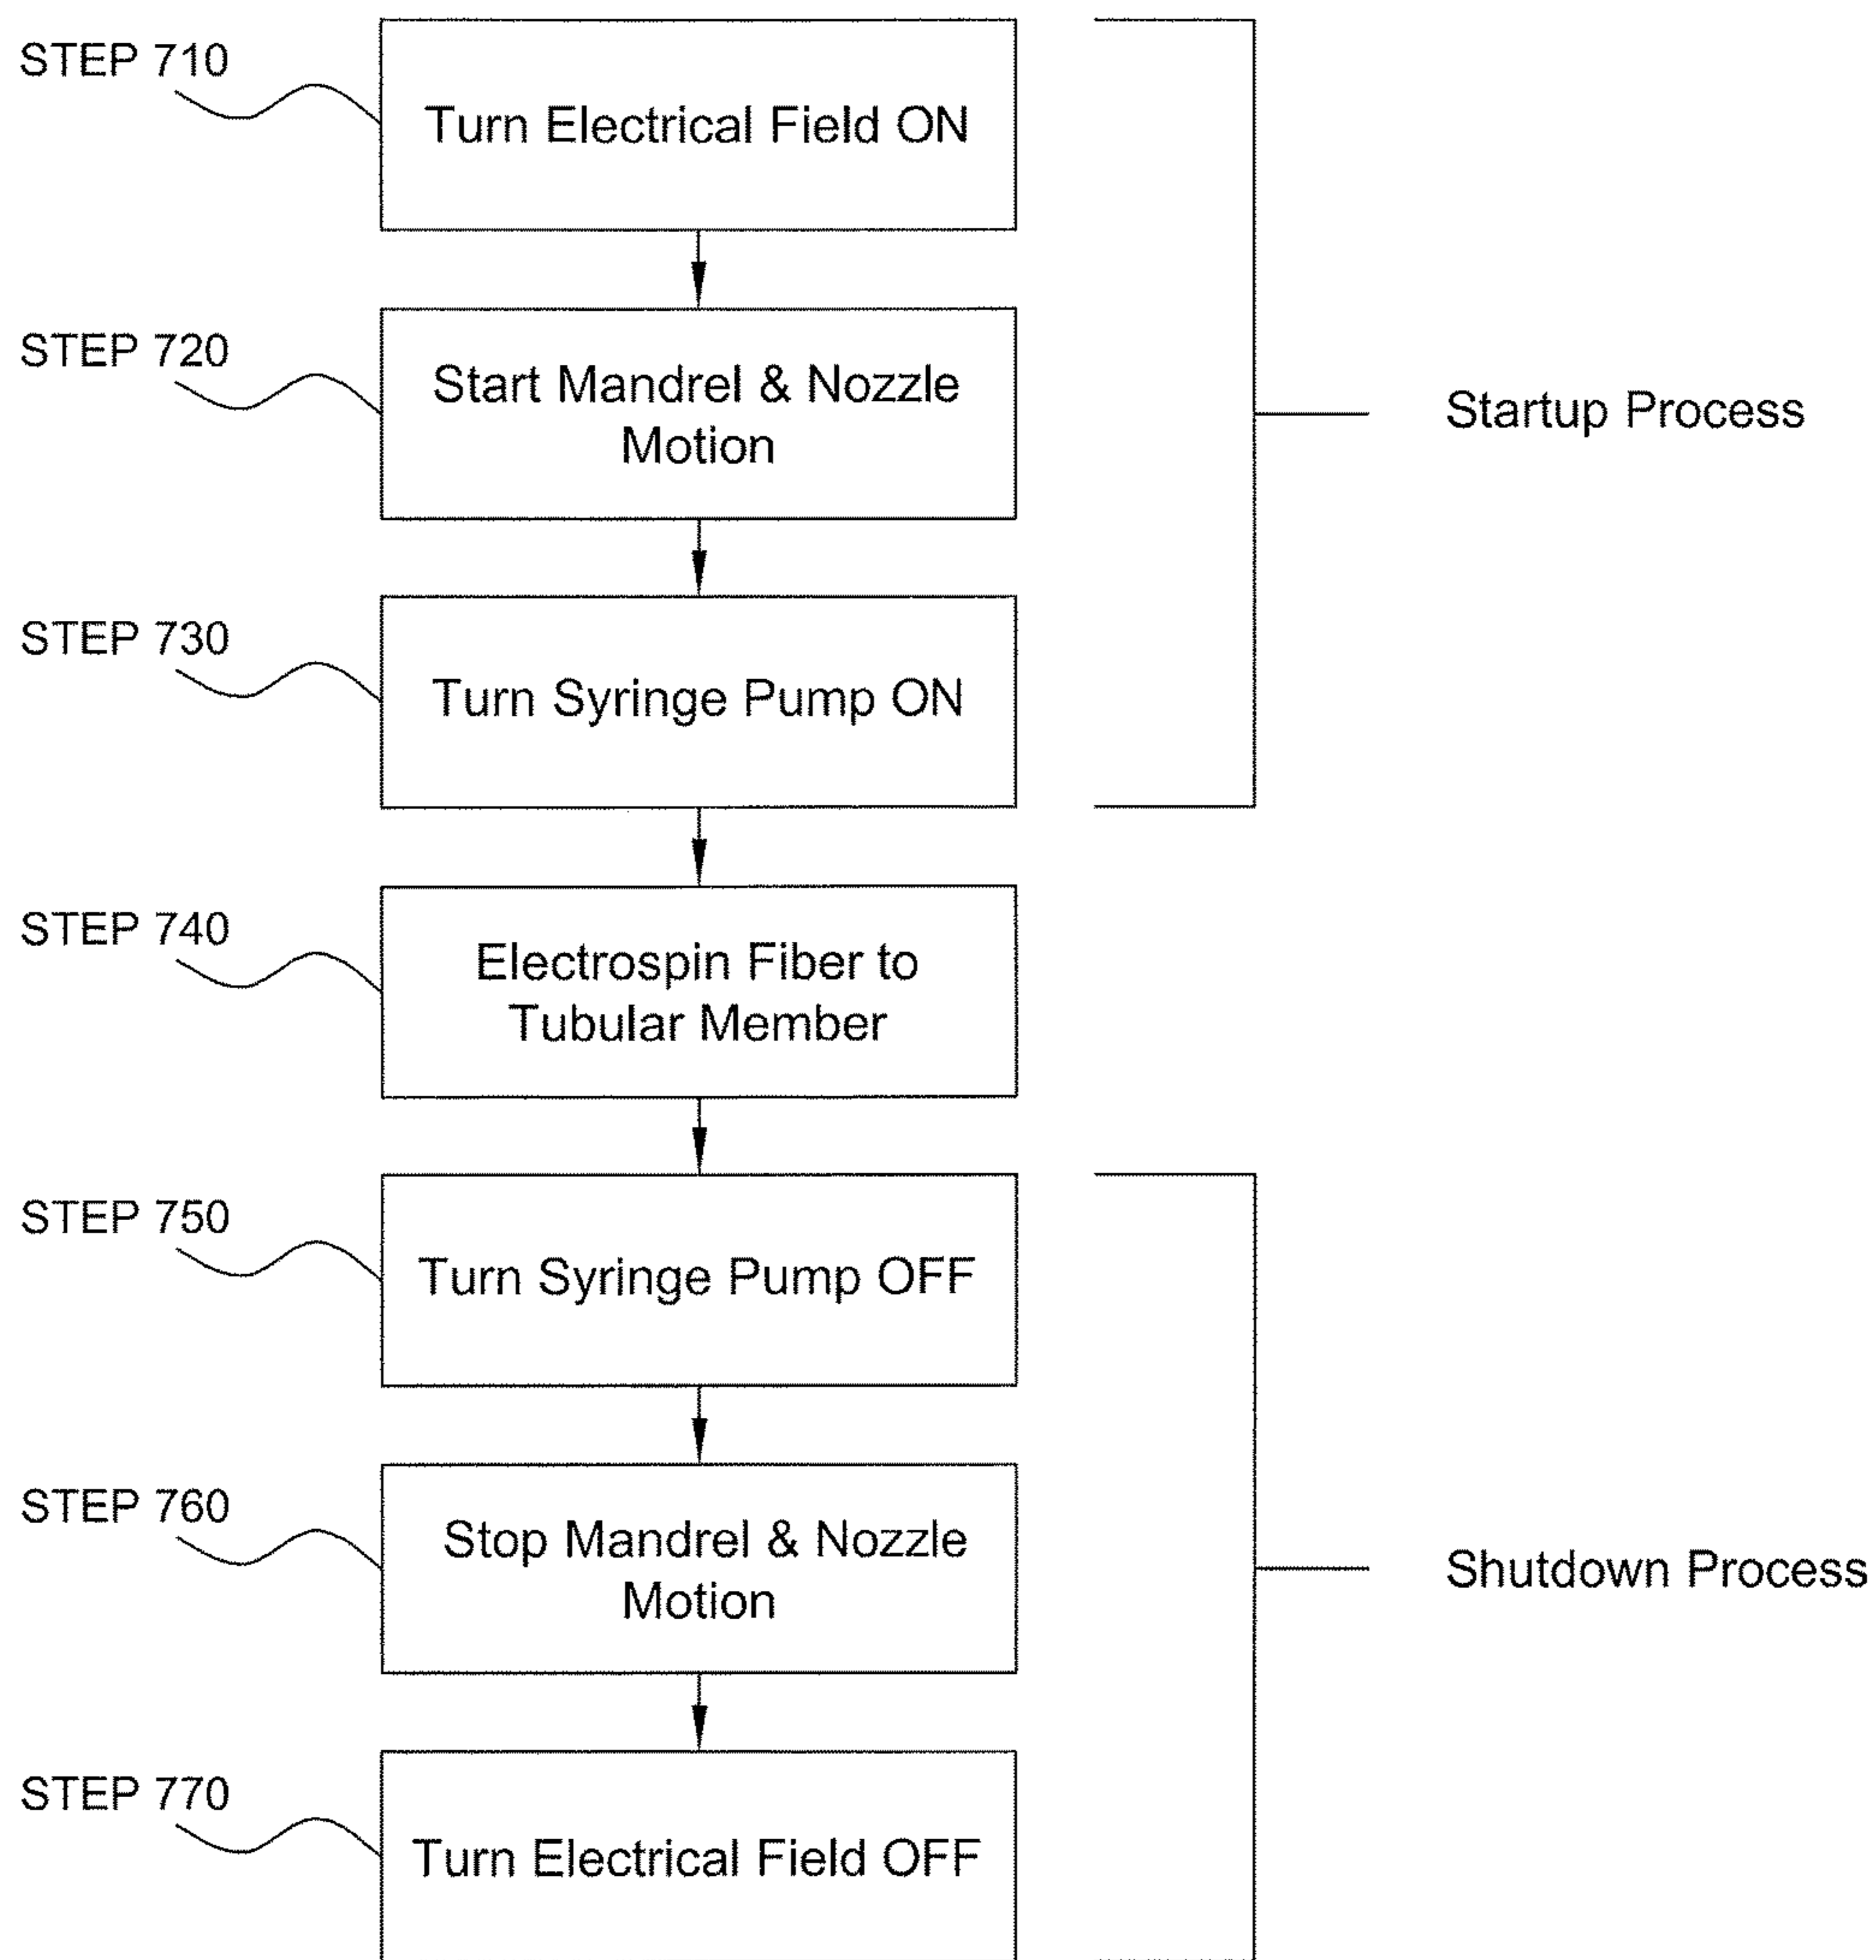 STEP 710
Turn Electrical Field ON
STEP 720
Start Mandrel & Nozzle
Motion
Startup Process
STEP 730
Turn Syringe Pump ON
STEP 740
Electrospin Fiber to
Tubular Member
STEP 750
Turn Syringe Pump OFF
STEP 760
Stop Mandrel & Nozzle
Motion
Shutdown Process
STEP 770
Turn Electrical Field OFF